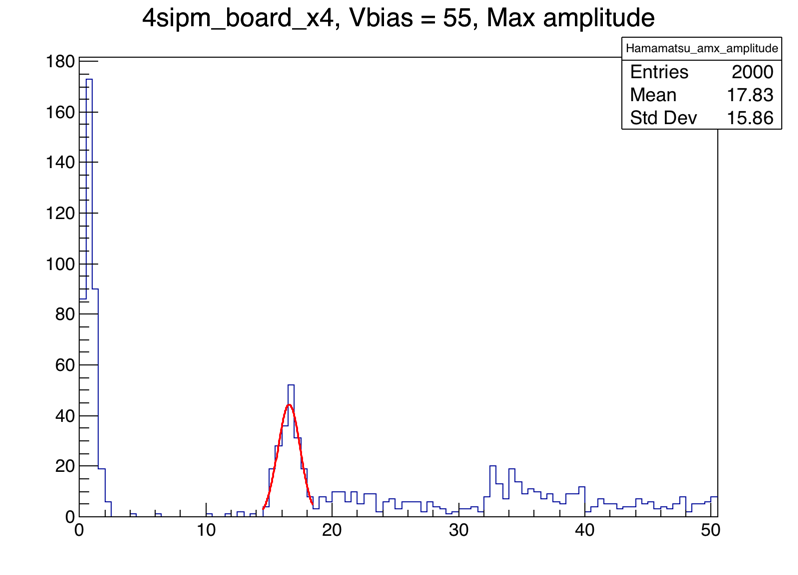 4sipm_board_x4, Vbias = 55, Max amplitude
Hamamatsu_amx_amplitude
Entries 2000
Mean 17.83
Std Dev 15.86
180
160
140
120
100
80
60
40
20
0
0 10 20 30 40 50